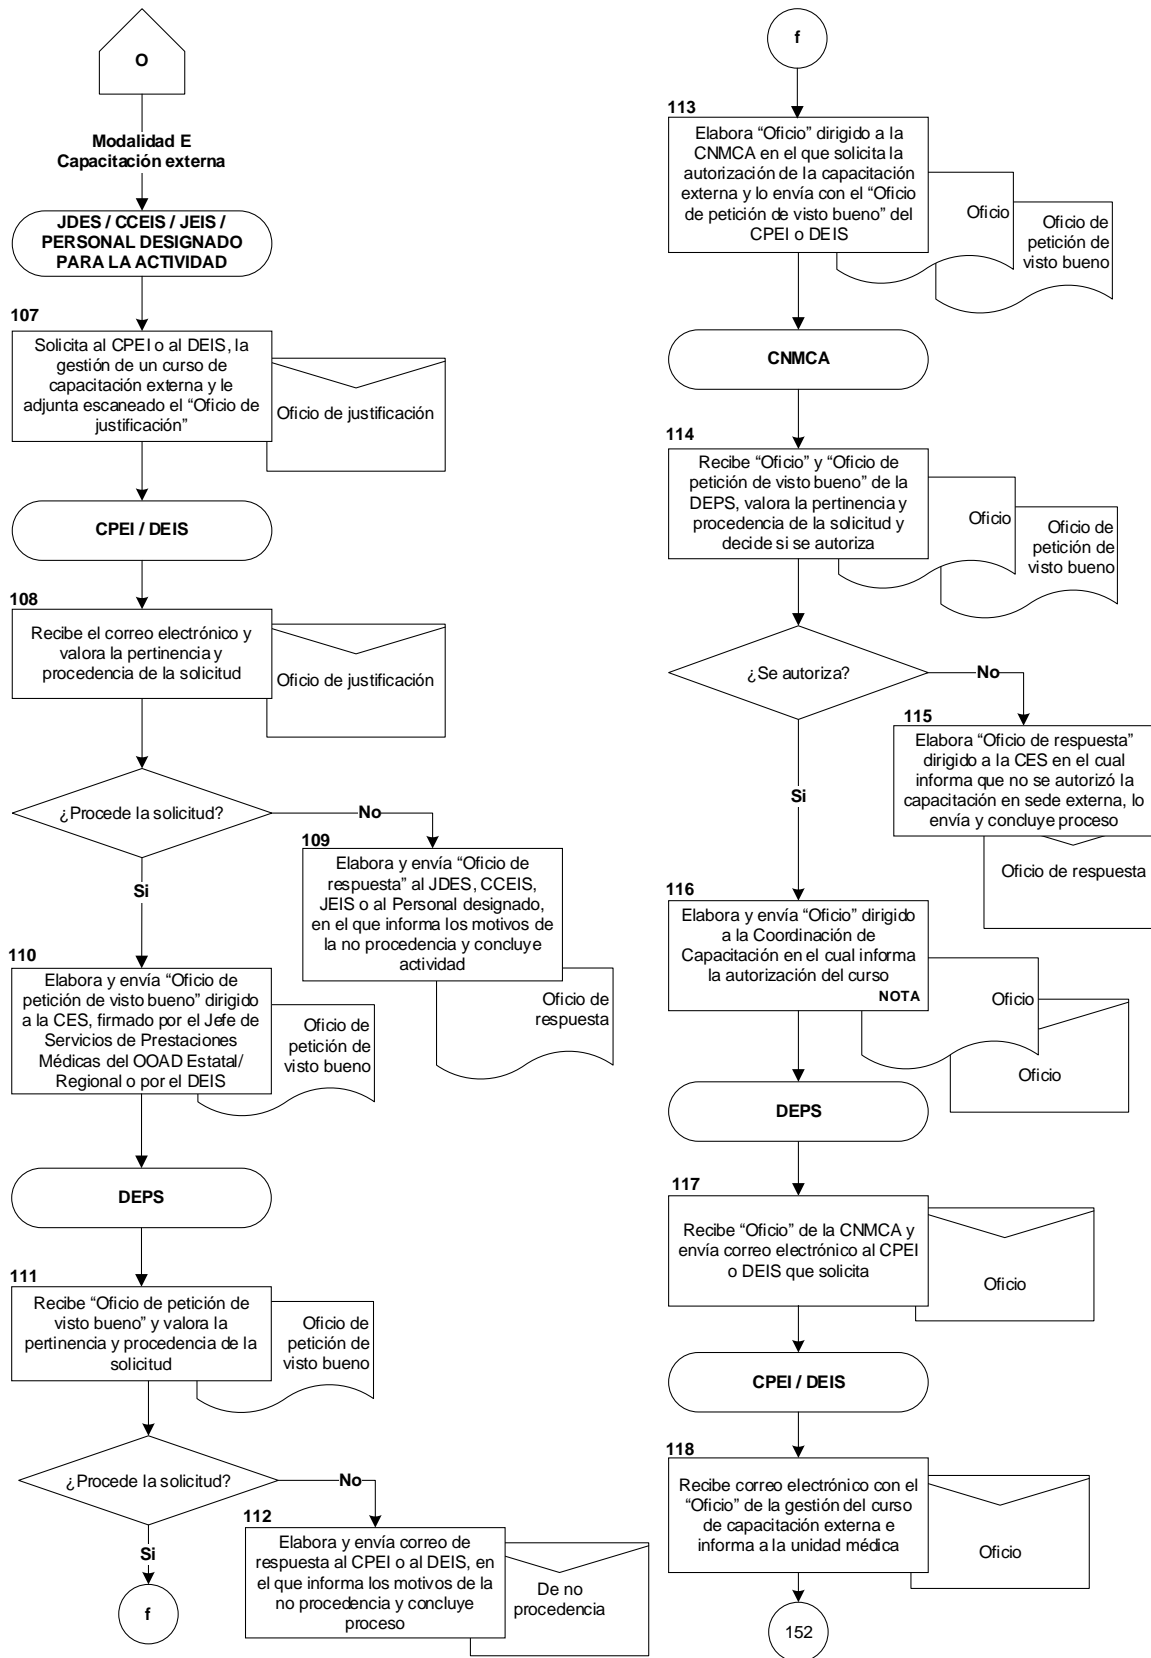 O
Modalidad E
Capacitación externa
JDES / CCEIS / JEIS /
PERSONAL DESIGNADO
PARA LA ACTIVIDAD
107
Solicita al CPEI o al DEIS, la
gestión de un curso de
capacitación externa y le
adjunta escaneado el “Oficio de
justificación”
Oficio de justificación
CPEI / DEIS
108
Recibe el correo electrónico y
valora la pertinencia y
procedencia de la solicitud
Oficio de justificación
¿Procede la solicitud?
No
109
Elabora y envía “Oficio de
respuesta” al JDES, CCEIS,
JEIS o al Personal designado,
en el que informa los motivos de
la no procedencia y concluye
actividad
Oficio de
respuesta
Si
110
Elabora y envía “Oficio de
petición de visto bueno” dirigido
a la CES, firmado por el Jefe de
Servicios de Prestaciones
Médicas del OOAD Estatal/
Regional o por el DEIS
Oficio de
petición de
visto bueno
DEPS
111
Recibe “Oficio de petición de
visto bueno” y valora la
pertinencia y procedencia de la
solicitud
Oficio de
petición de
visto bueno
¿Procede la solicitud?
No
112
Elabora y envía correo de
respuesta al CPEI o al DEIS, en
el que informa los motivos de la
no procedencia y concluye
proceso
De no
procedencia
Si
f
f
113
Elabora “Oficio” dirigido a la
CNMCA en el que solicita la
autorización de la capacitación
externa y lo envía con el “Oficio
de petición de visto bueno” del
CPEI o DEIS
Oficio
Oficio de
petición de
visto bueno
CNMCA
114
Recibe “Oficio” y “Oficio de
petición de visto bueno” de la
DEPS, valora la pertinencia y
procedencia de la solicitud y
decide si se autoriza
Oficio
Oficio de
petición de
visto bueno
¿Se autoriza?
No
115
Elabora “Oficio de respuesta”
dirigido a la CES en el cual
informa que no se autorizó la
capacitación en sede externa, lo
envía y concluye proceso
Oficio de respuesta
Si
116
Elabora y envía “Oficio” dirigido
a la Coordinación de
Capacitación en el cual informa
la autorización del curso
NOTA
Oficio
Oficio
DEPS
117
Recibe “Oficio” de la CNMCA y
envía correo electrónico al CPEI
o DEIS que solicita
Oficio
CPEI / DEIS
118
Recibe correo electrónico con el
“Oficio” de la gestión del curso
de capacitación externa e
informa a la unidad médica
Oficio
152